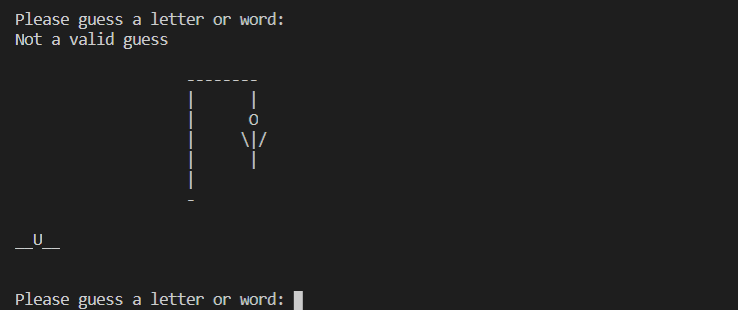 Please guess a letter or word:
Not a valid guess
--------
|      |
|      O
|     \|/
|      |
|
-
__U__
Please guess a letter or word: